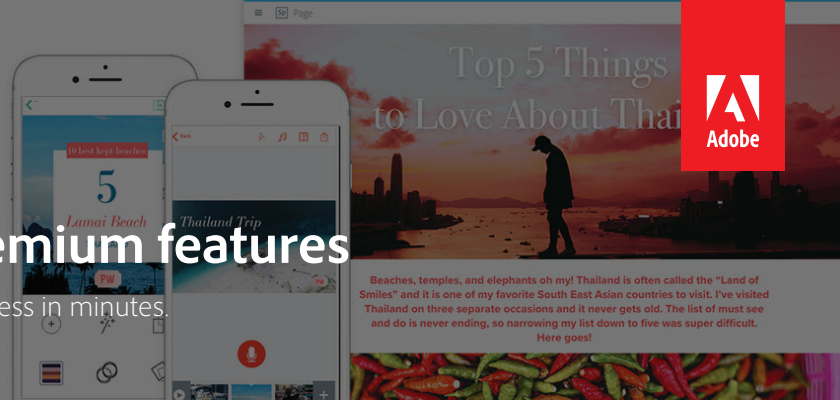 Sp Page
Top 5 Things
to Love About Thai
Adobe
10 best kept beaches
5
Lamai Beach
PW
Back
Thailand Trip
PW
emium features
ess in minutes.
Beaches, temples, and elephants oh my! Thailand is often called the “Land of
Smiles” and it is one of my favorite South East Asian countries to visit. I’ve visited
Thailand on three separate occasions and it never gets old. The list of must see
and do is never ending, so narrowing my list down to five was super difficult.
Here goes!